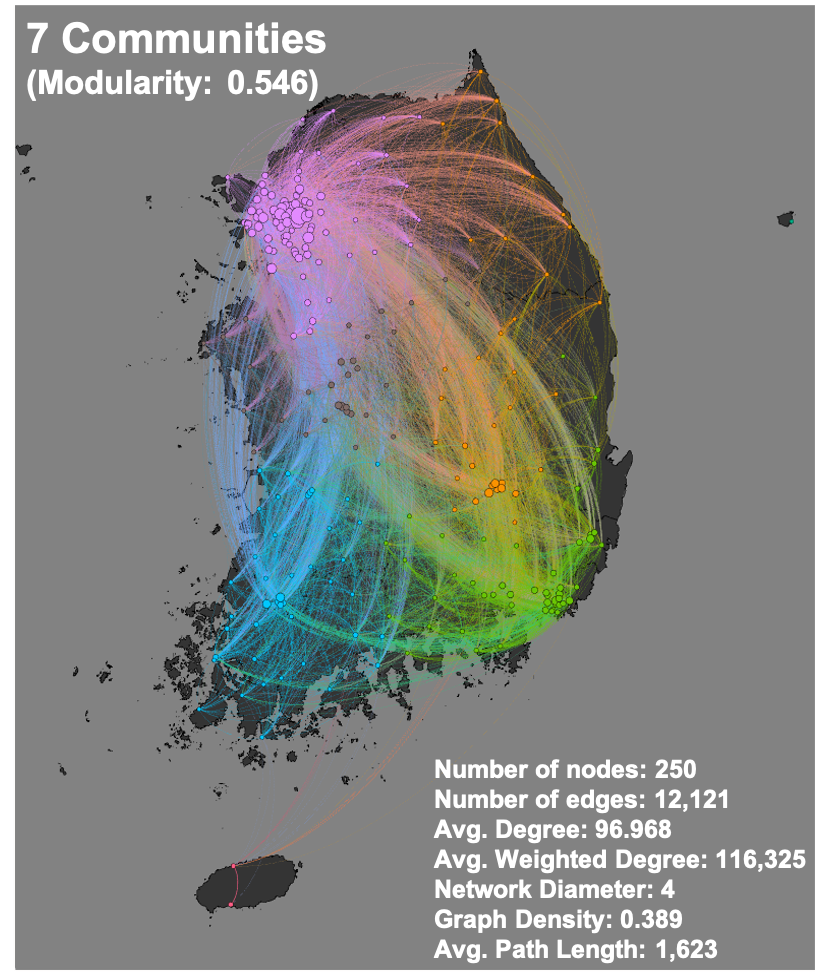 7 Communities
(Modularity: 0.546)
Number of nodes: 250
Number of edges: 12,121
Avg. Degree: 96.968
Avg. Weighted Degree: 116,325
Network Diameter: 4
Graph Density: 0.389
Avg. Path Length: 1,623